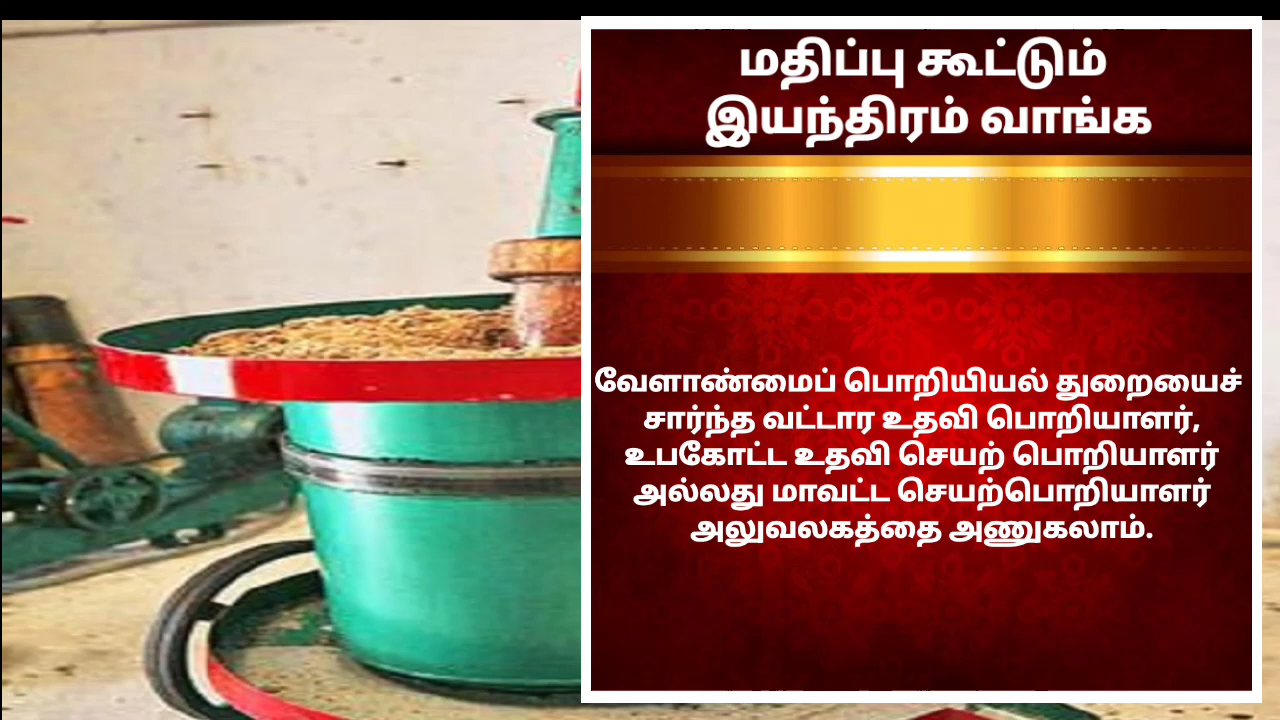 மதிப்பு கூட்டும்
இயந்திரம் வாங்க
வேளாண்மைப் பொறியியல் துறையைச்
சார்ந்த வட்டார உதவி பொறியாளர்,
உபகோட்ட உதவி செயற் பொறியாளர்
அல்லது மாவட்ட செயற்பொறியாளர்
அலுவலகத்தை அணுகலாம்.